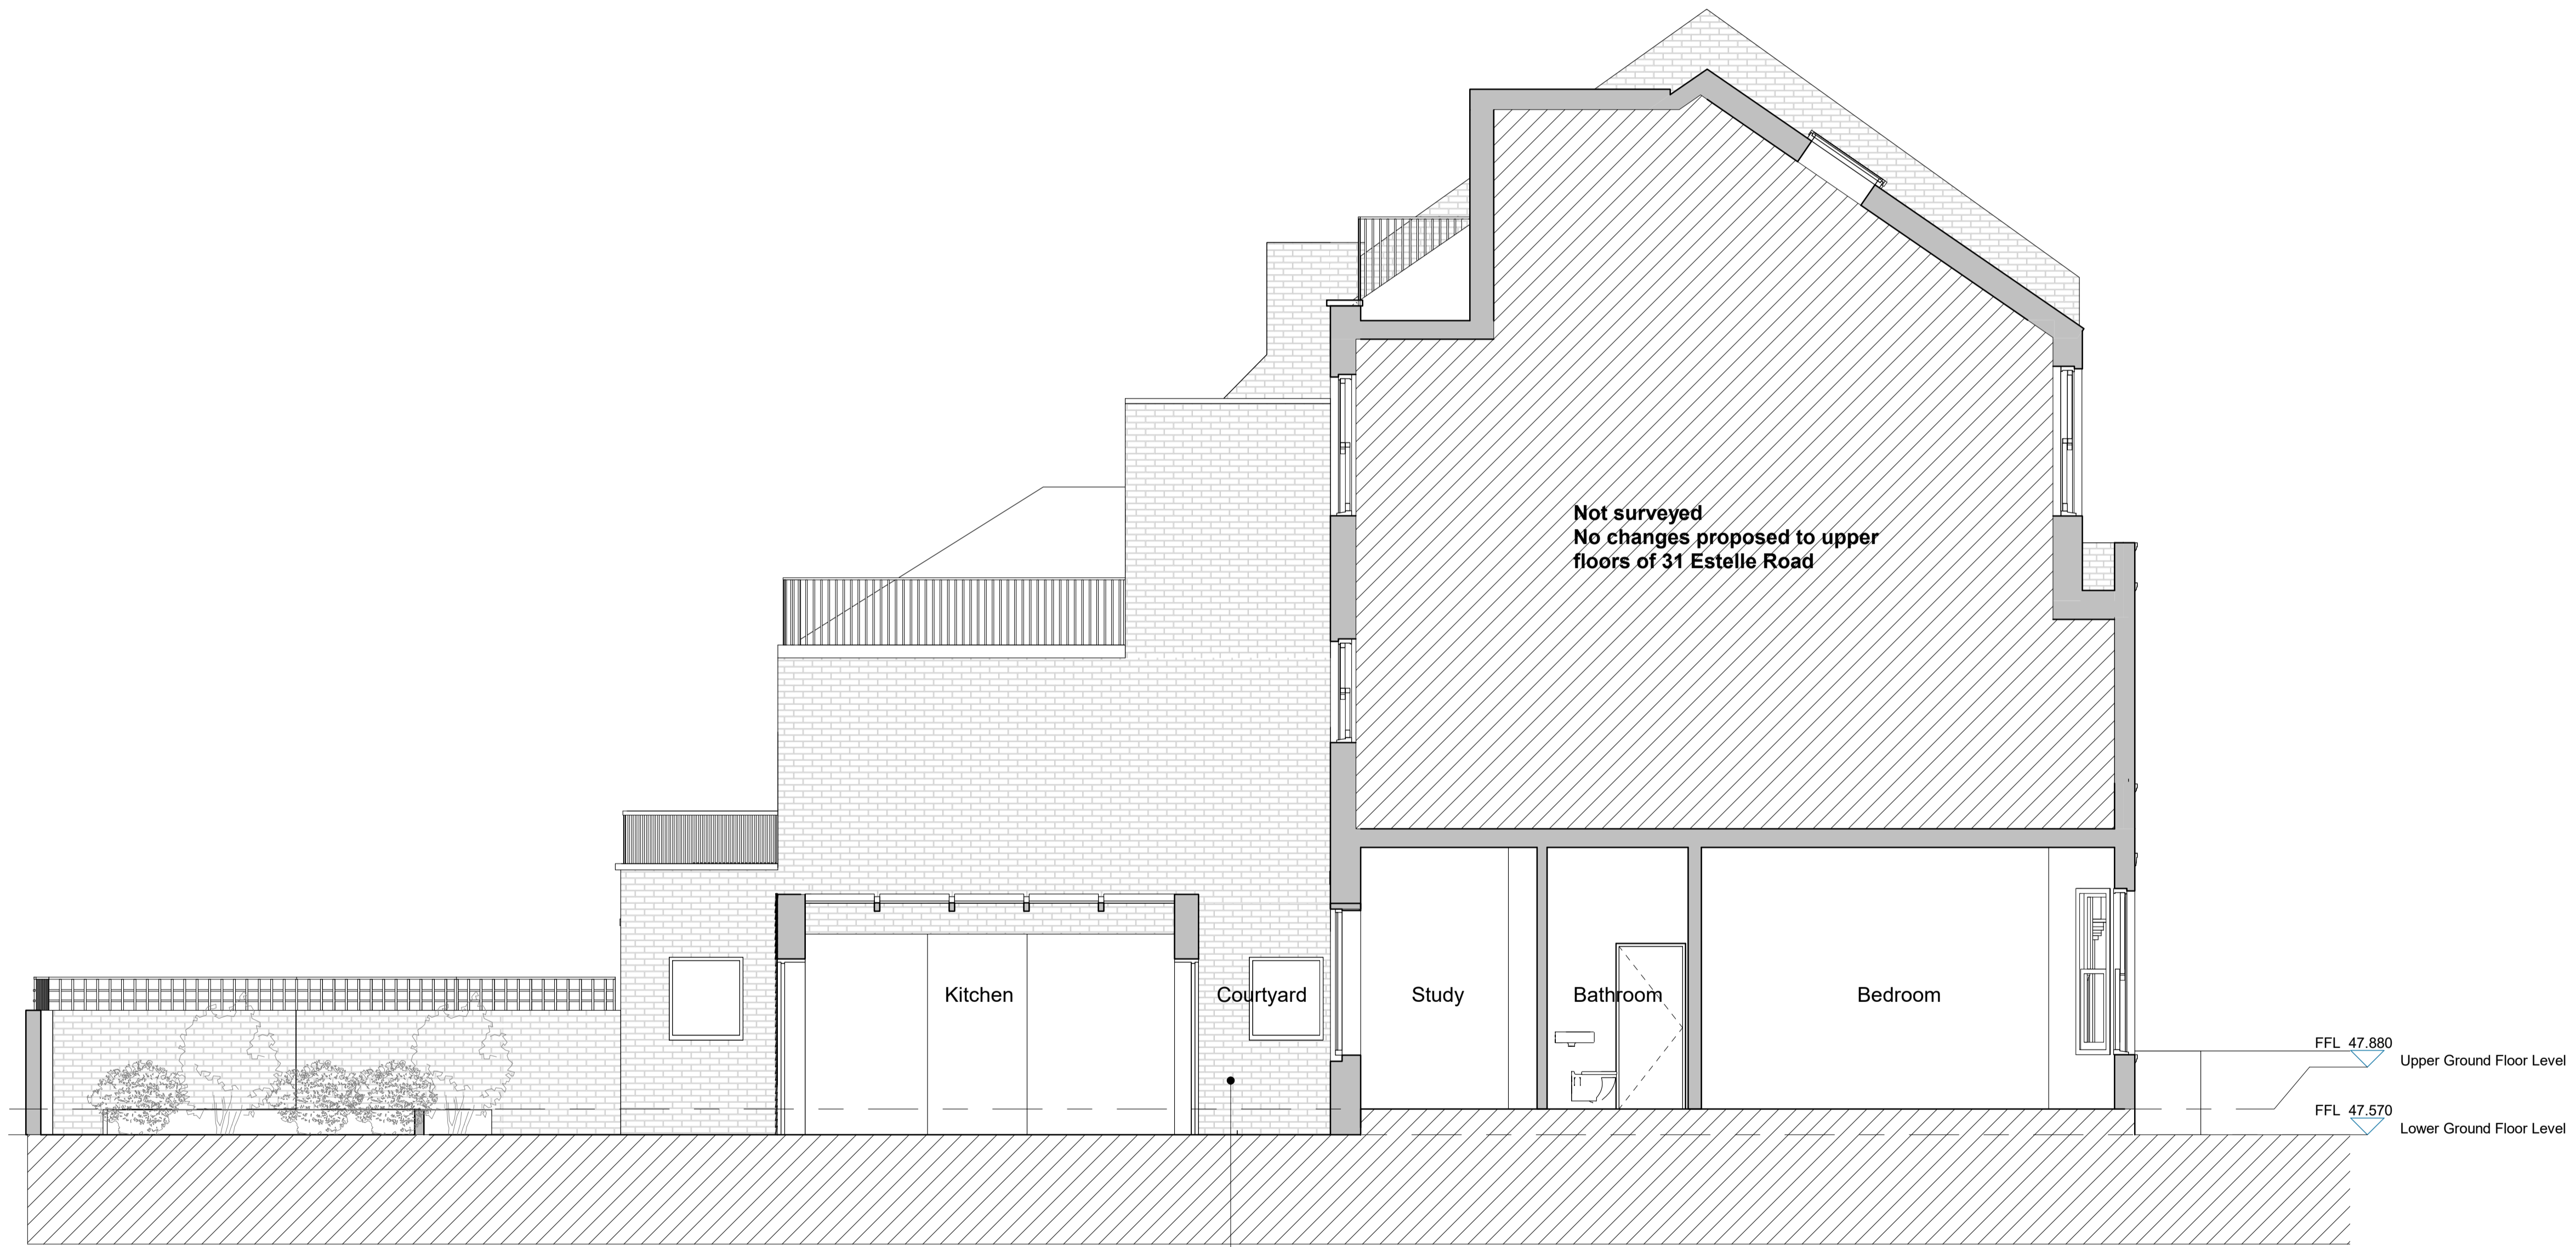 Not surveyed
No changes proposed to upper
floors of 31 Estelle Road
Kitchen
Courtyard
Study
Bathroom
Bedroom
FFL 47.880
Upper Ground Floor Level
FFL 47.570
Lower Ground Floor Level